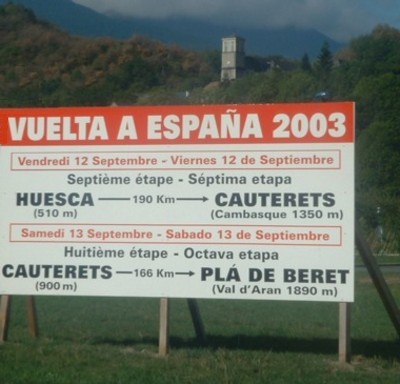 VUELTA A ESPAÑA 2003
Vendredi 12 Septembre - Viernes 12 de Septiembre
Septième étape - Séptima etapa
HUESCA 190 Km CAUTERETS
(510 m) (Cambasque 1350 m)
Samedi 13 Septembre - Sabado 13 de Septiembre
Huitième étape - Octava etapa
CAUTERETS 166 Km PLÁ DE BERET
(900 m) (Val d'Aran 1890 m)